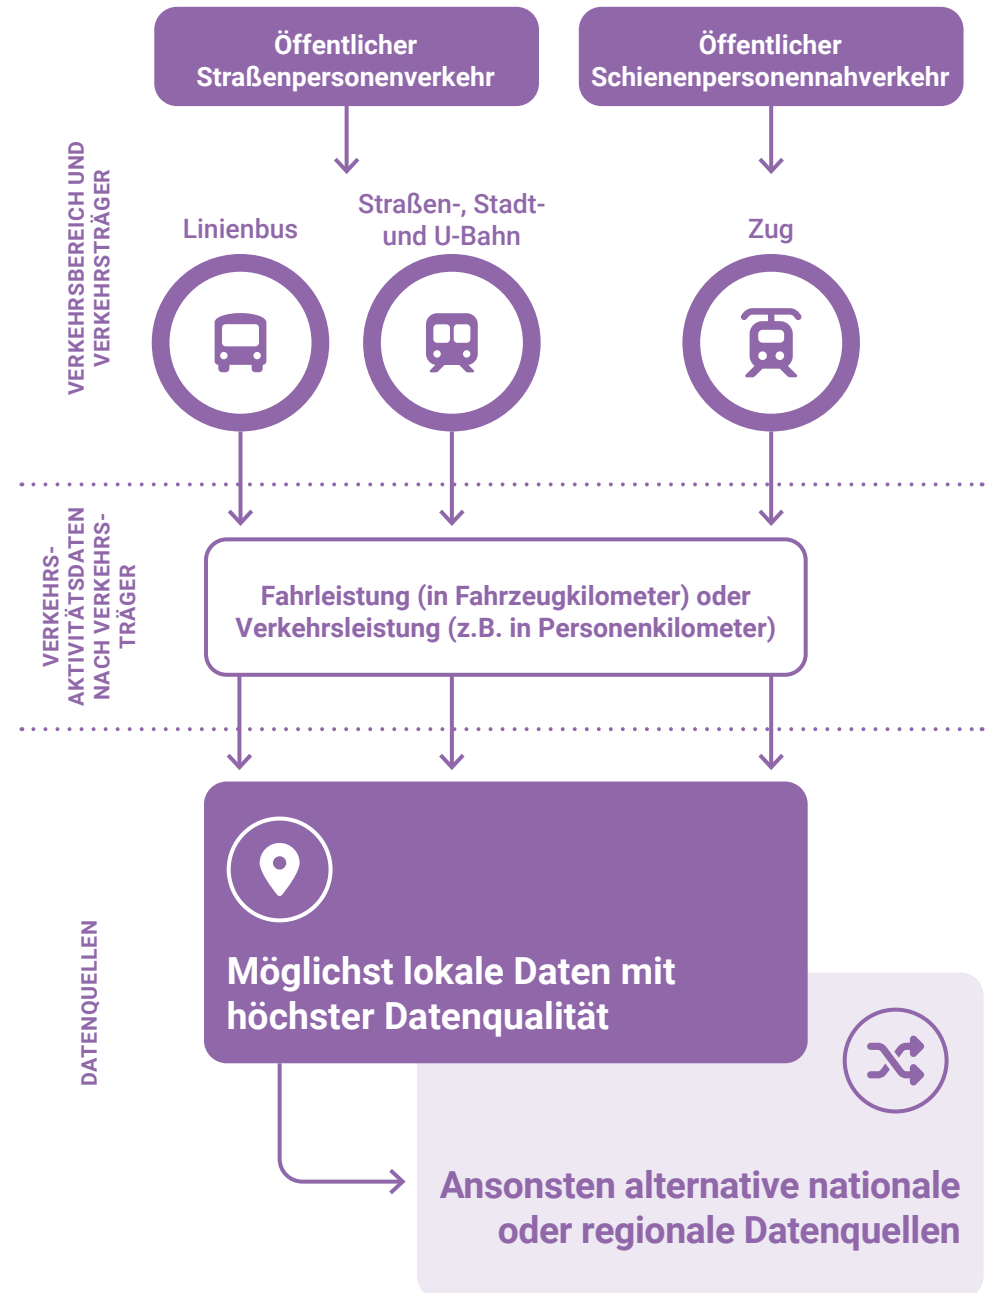 Öffentlicher
Straßenpersonenverkehr
Öffentlicher
Schienenpersonennahverkehr
VERKEHRSBEREICH UND
VERKEHRSTRÄGER
Linienbus
Straßen-, Stadt-
und U-Bahn
Zug
VERKEHRS-
AKTIVITÄTSDATEN
NACH VERKEHRS-
TRÄGER
Fahrleistung (in Fahrzeugkilometer) oder
Verkehrsleistung (z.B. in Personenkilometer)
DATENQUELLEN
Möglichst lokale Daten mit
höchster Datenqualität
Ansonsten alternative nationale
oder regionale Datenquellen